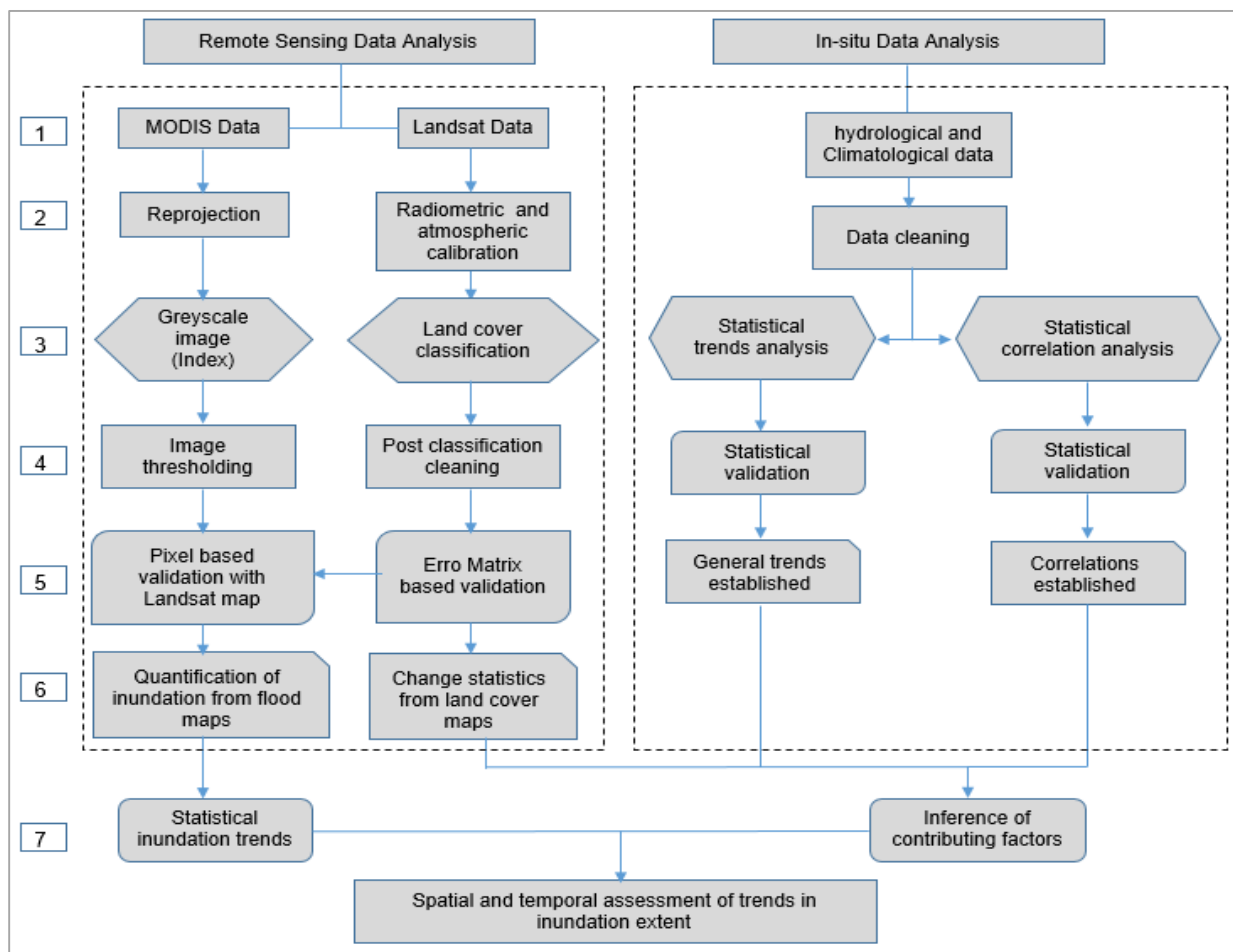 Remote Sensing Data Analysis
In-situ Data Analysis
1
MODIS Data
Landsat Data
hydrological and
Climatological data
2
Reprojection
Radiometric and
atmospheric
calibration
Data cleaning
3
Greyscale
image
(Index)
Land cover
classification
Statistical
trends analysis
Statistical
correlation analysis
4
Image
thresholding
Post classification
cleaning
Statistical
validation
Statistical
validation
5
Pixel based
validation with
Landsat map
Erro Matrix
based validation
General trends
established
Correlations
established
6
Quantification of
inundation from flood
maps
Change statistics
from land cover
maps
7
Statistical
inundation trends
Inference of
contributing factors
Spatial and temporal assessment of trends in
inundation extent